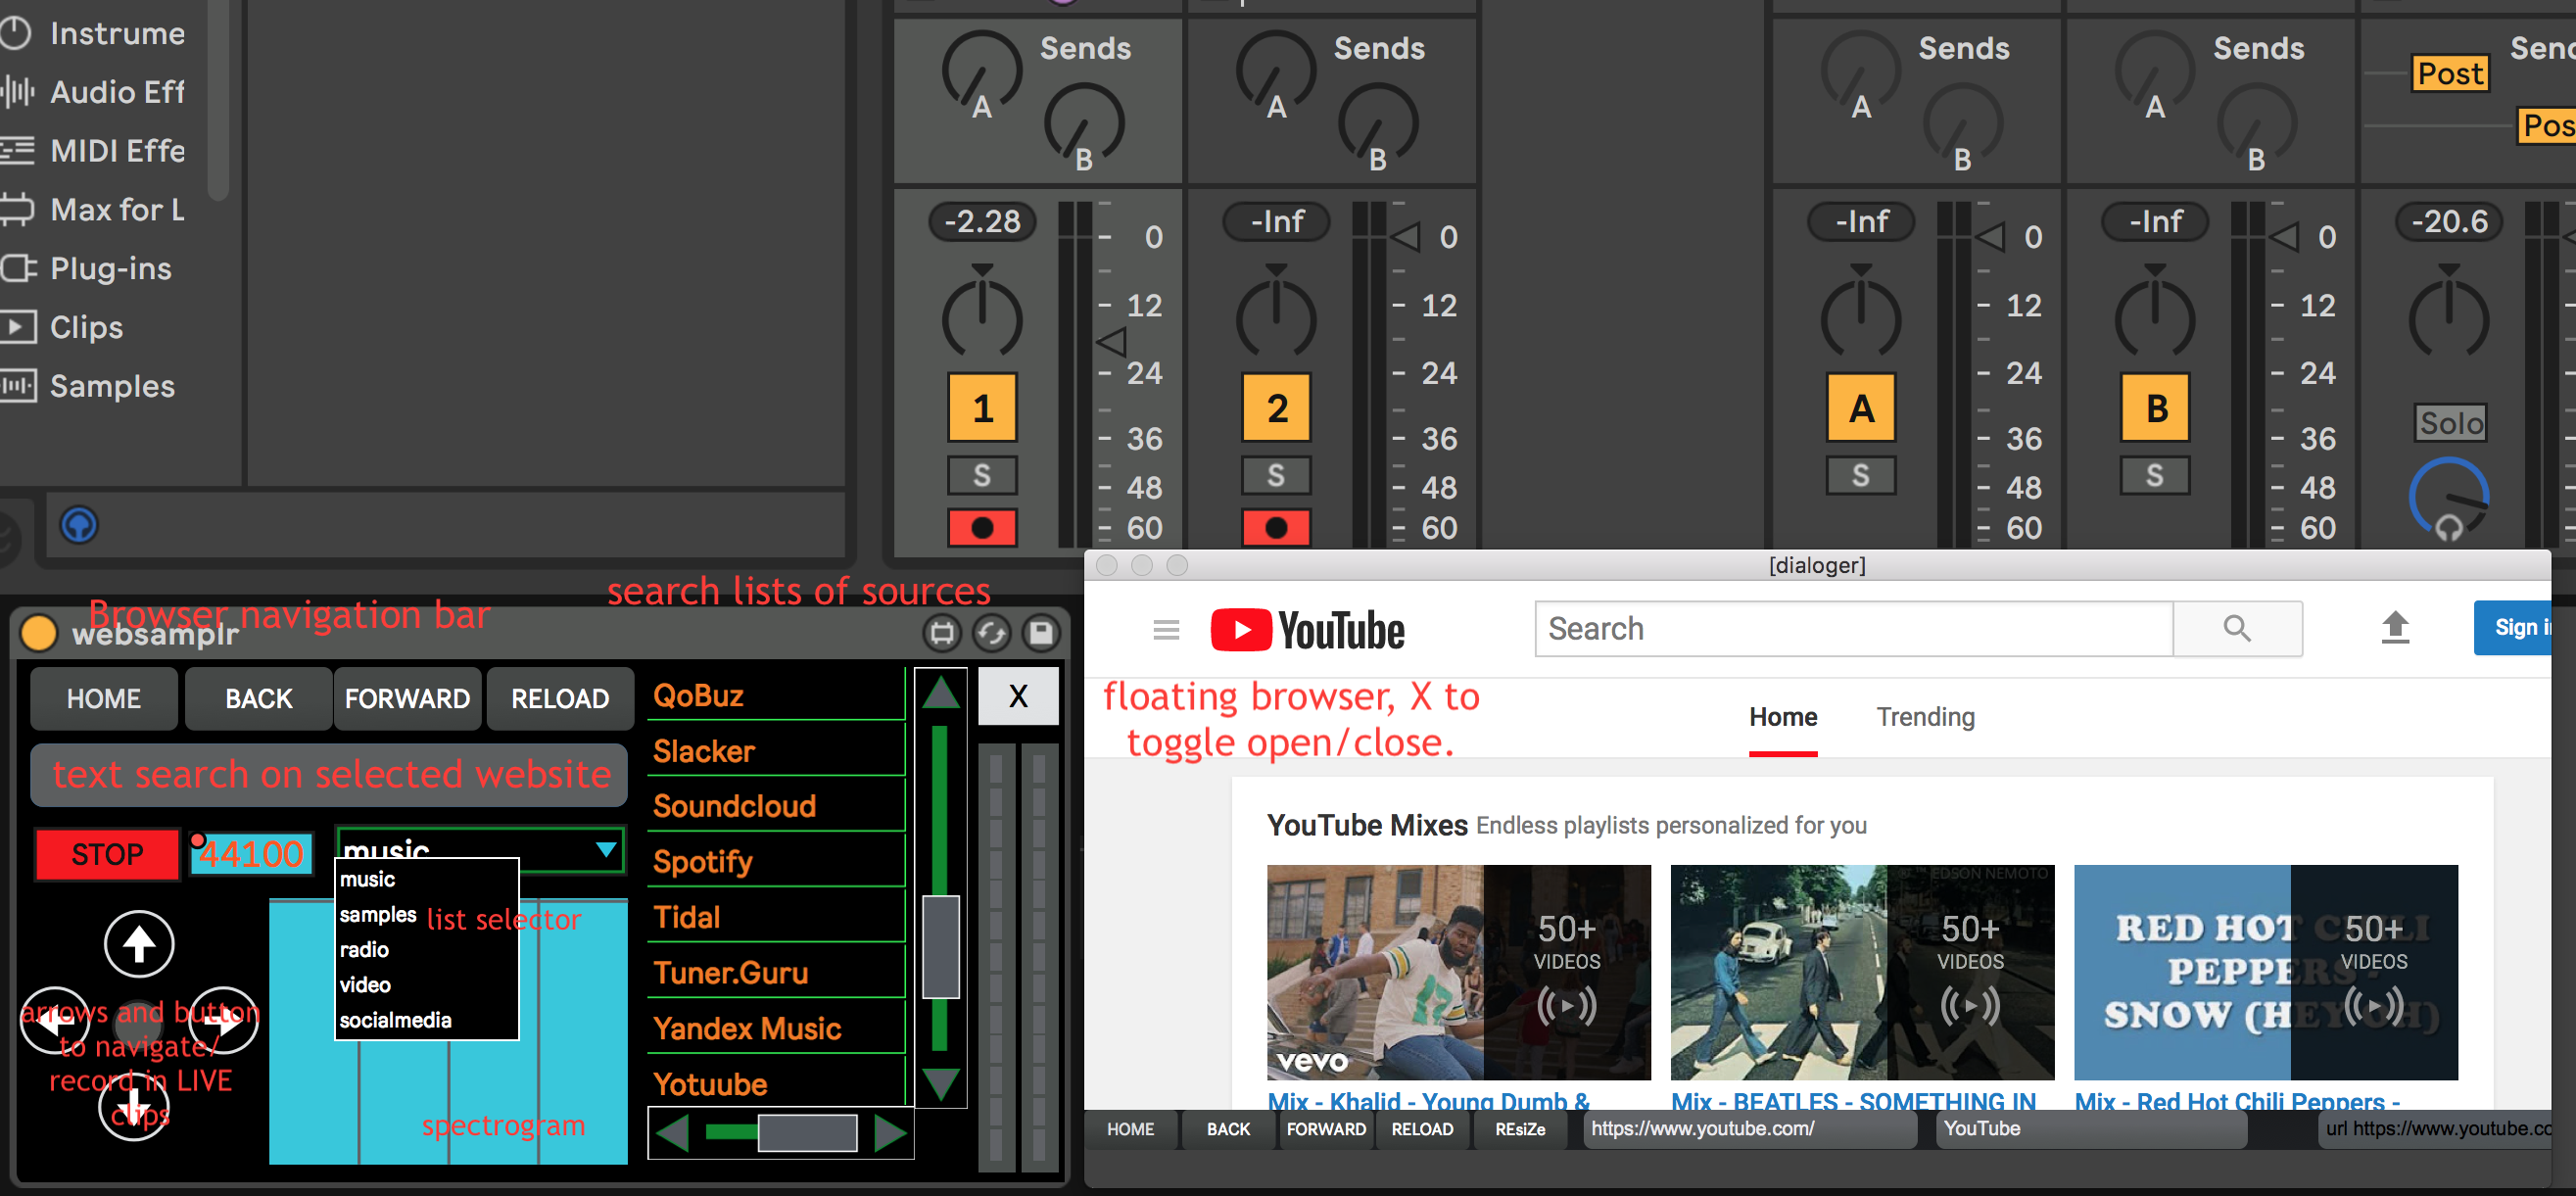 Instrume
Audio Eff
MIDI Effe
Max for L
Plug-ins
Clips
Samples
Sends
A
B
-2.28
0
12
24
36
48
60
1
S
Sends
A
B
-Inf
0
12
24
36
48
60
2
S
Sends
A
B
-Inf
0
12
24
36
48
60
A
S
Sends
A
B
-Inf
0
12
24
36
48
60
B
S
Send
Post
Pos
-20.6
Solo
Browser navigation bar
search lists of sources
websamplr
HOME BACK FORWARD RELOAD
text search on selected website
STOP 44100 music
music
samples
radio
video
socialmedia
list selector
arrows and button
to navigate/
record in LIVE
clips
spectrogram
QoBuz
Slacker
Soundcloud
Spotify
Tidal
Tuner.Guru
Yandex Music
Yotuube
X
[dialoger]
YouTube
Search
Sign in
floating browser, X to
toggle open/close.
Home Trending
YouTube Mixes Endless playlists personalized for you
vevo
50+
VIDEOS
EDSON NEMOTO
50+
VIDEOS
RED HOT CHILI
PEPPERS -
SNOW (HEY OH)
50+
VIDEOS
Mix - Khalid - Young Dumb &
Mix - BEATLES - SOMETHING IN
Mix - Red Hot Chili Peppers -
HOME BACK FORWARD RELOAD REsiZe https://www.youtube.com/ YouTube url https://www.youtube.co